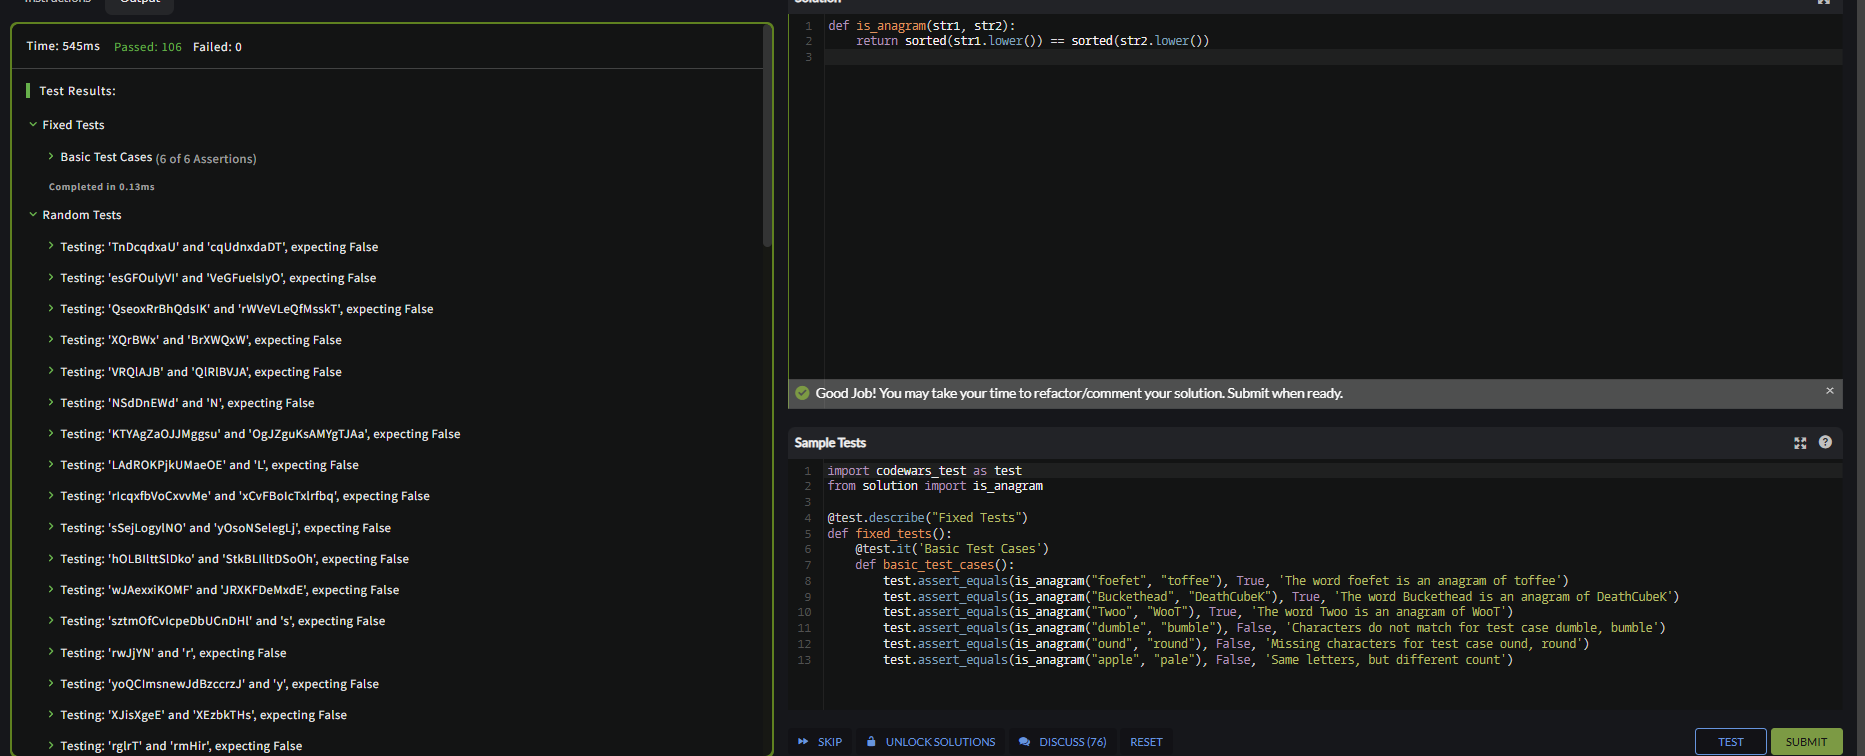 Instructions
Output
Time: 545ms Passed: 106 Failed: 0
Test Results:
Fixed Tests
Basic Test Cases (6 of 6 Assertions)
Completed in 0.13ms
Random Tests
Testing: 'TnDcqdxaU' and 'cqUdnxdaDT', expecting False
Testing: 'esGFOulyVI' and 'VeGFuelsIyO', expecting False
Testing: 'QseoxRrBhQdsIK' and 'rWVeVLeQfMsskT', expecting False
Testing: 'XQrBWx' and 'BrXWQxW', expecting False
Testing: 'VRQlAJB' and 'QlRlBVJA', expecting False
Testing: 'NSdDnEWd' and 'N', expecting False
Testing: 'KTYAgZaOJJMggsu' and 'OgJZguKsAMYgTJAa', expecting False
Testing: 'LAdROKPjkUMaeOE' and 'L', expecting False
Testing: 'rIcqxfbVoCxvvMe' and 'xCvFBoIcTxlrfbq', expecting False
Testing: 'sSejLogylNO' and 'yOsoNSelegLj', expecting False
Testing: 'hOLBIlttSlDko' and 'StkBLIlltDSoOh', expecting False
Testing: 'wJAexxiKOMF' and 'JRXKFDeMxdE', expecting False
Testing: 'sztmOfCvIcpeDbUCnDHl' and 's', expecting False
Testing: 'rwJjYN' and 'r', expecting False
Testing: 'yoQCImsnewJdBzccrzJ' and 'y', expecting False
Testing: 'XJisXgeE' and 'XEzbkTHs', expecting False
Testing: 'rglrT' and 'rmHir', expecting False
Solution
1 def is_anagram(str1, str2):
2 return sorted(str1.lower()) == sorted(str2.lower())
3
Good Job! You may take your time to refactor/comment your solution. Submit when ready.
Sample Tests
1 import codewars_test as test
2 from solution import is_anagram
3
4 @test.describe("Fixed Tests")
5 def fixed_tests():
6 @test.it('Basic Test Cases')
7 def basic_test_cases():
8 test.assert_equals(is_anagram("foefet", "toffee"), True, 'The word foefet is an anagram of toffee')
9 test.assert_equals(is_anagram("Buckethead", "DeathCubeK"), True, 'The word Buckethead is an anagram of DeathCubeK')
10 test.assert_equals(is_anagram("Twoo", "WooT"), True, 'The word Twoo is an anagram of WooT')
11 test.assert_equals(is_anagram("dumble", "bumble"), False, 'Characters do not match for test case dumble, bumble')
12 test.assert_equals(is_anagram("ound", "round"), False, 'Missing characters for test case ound, round')
13 test.assert_equals(is_anagram("apple", "pale"), False, 'Same letters, but different count')
SKIP UNLOCK SOLUTIONS DISCUSS (76) RESET TEST SUBMIT